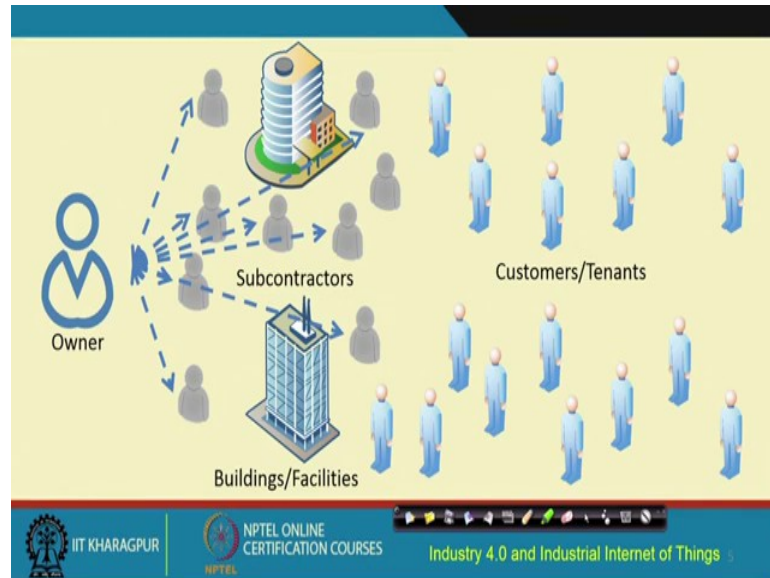 Subcontractors
Customers/Tenants
Owner
Buildings/Facilities
IIT KHARAGPUR
NPTEL
NPTEL ONLINE
CERTIFICATION COURSES
Industry 4.0 and Industrial Internet of Things 5